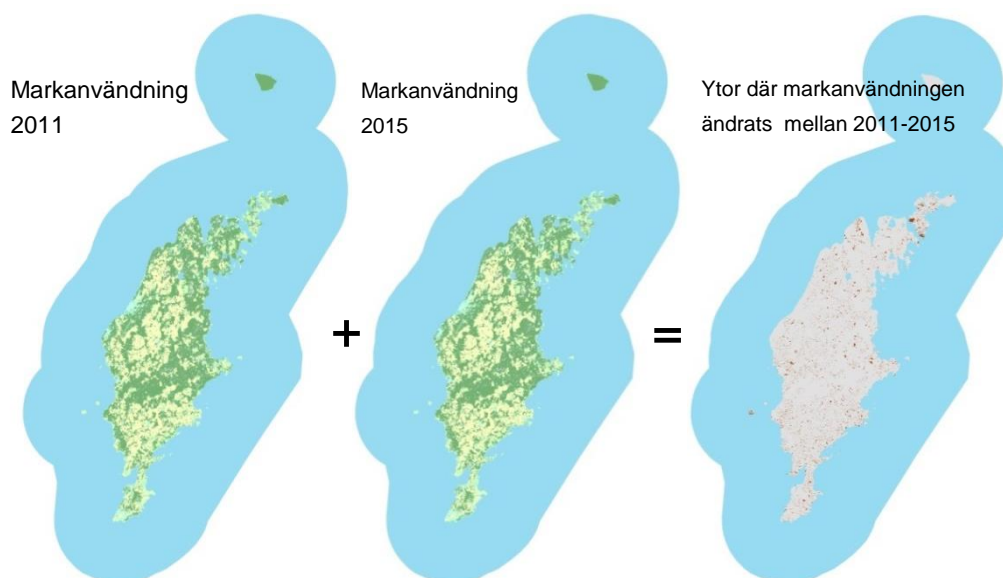 Markanvändning
2011
Markanvändning
2015
Ytor där markanvändningen
ändrats mellan 2011-2015
+
=